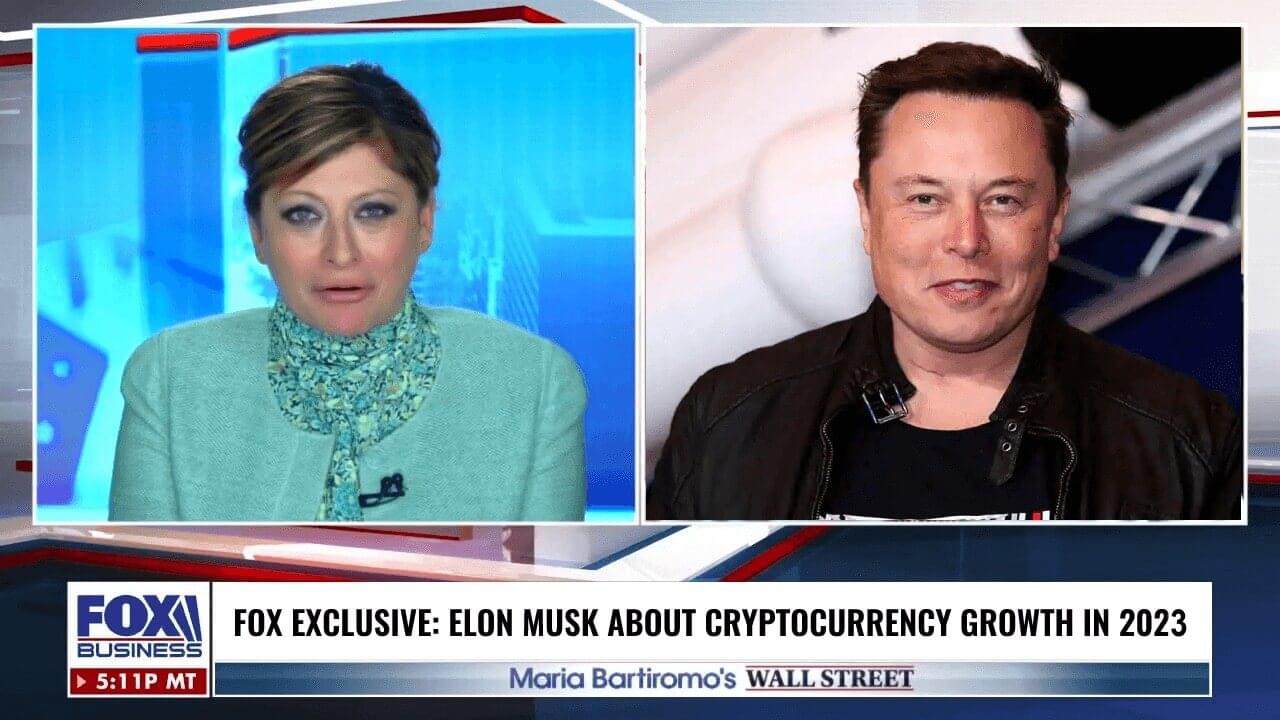 FOX
BUSINESS
5:11P MT
FOX EXCLUSIVE: ELON MUSK ABOUT CRYPTOCURRENCY GROWTH IN 2023
Maria Bartiromo's WALL STREET